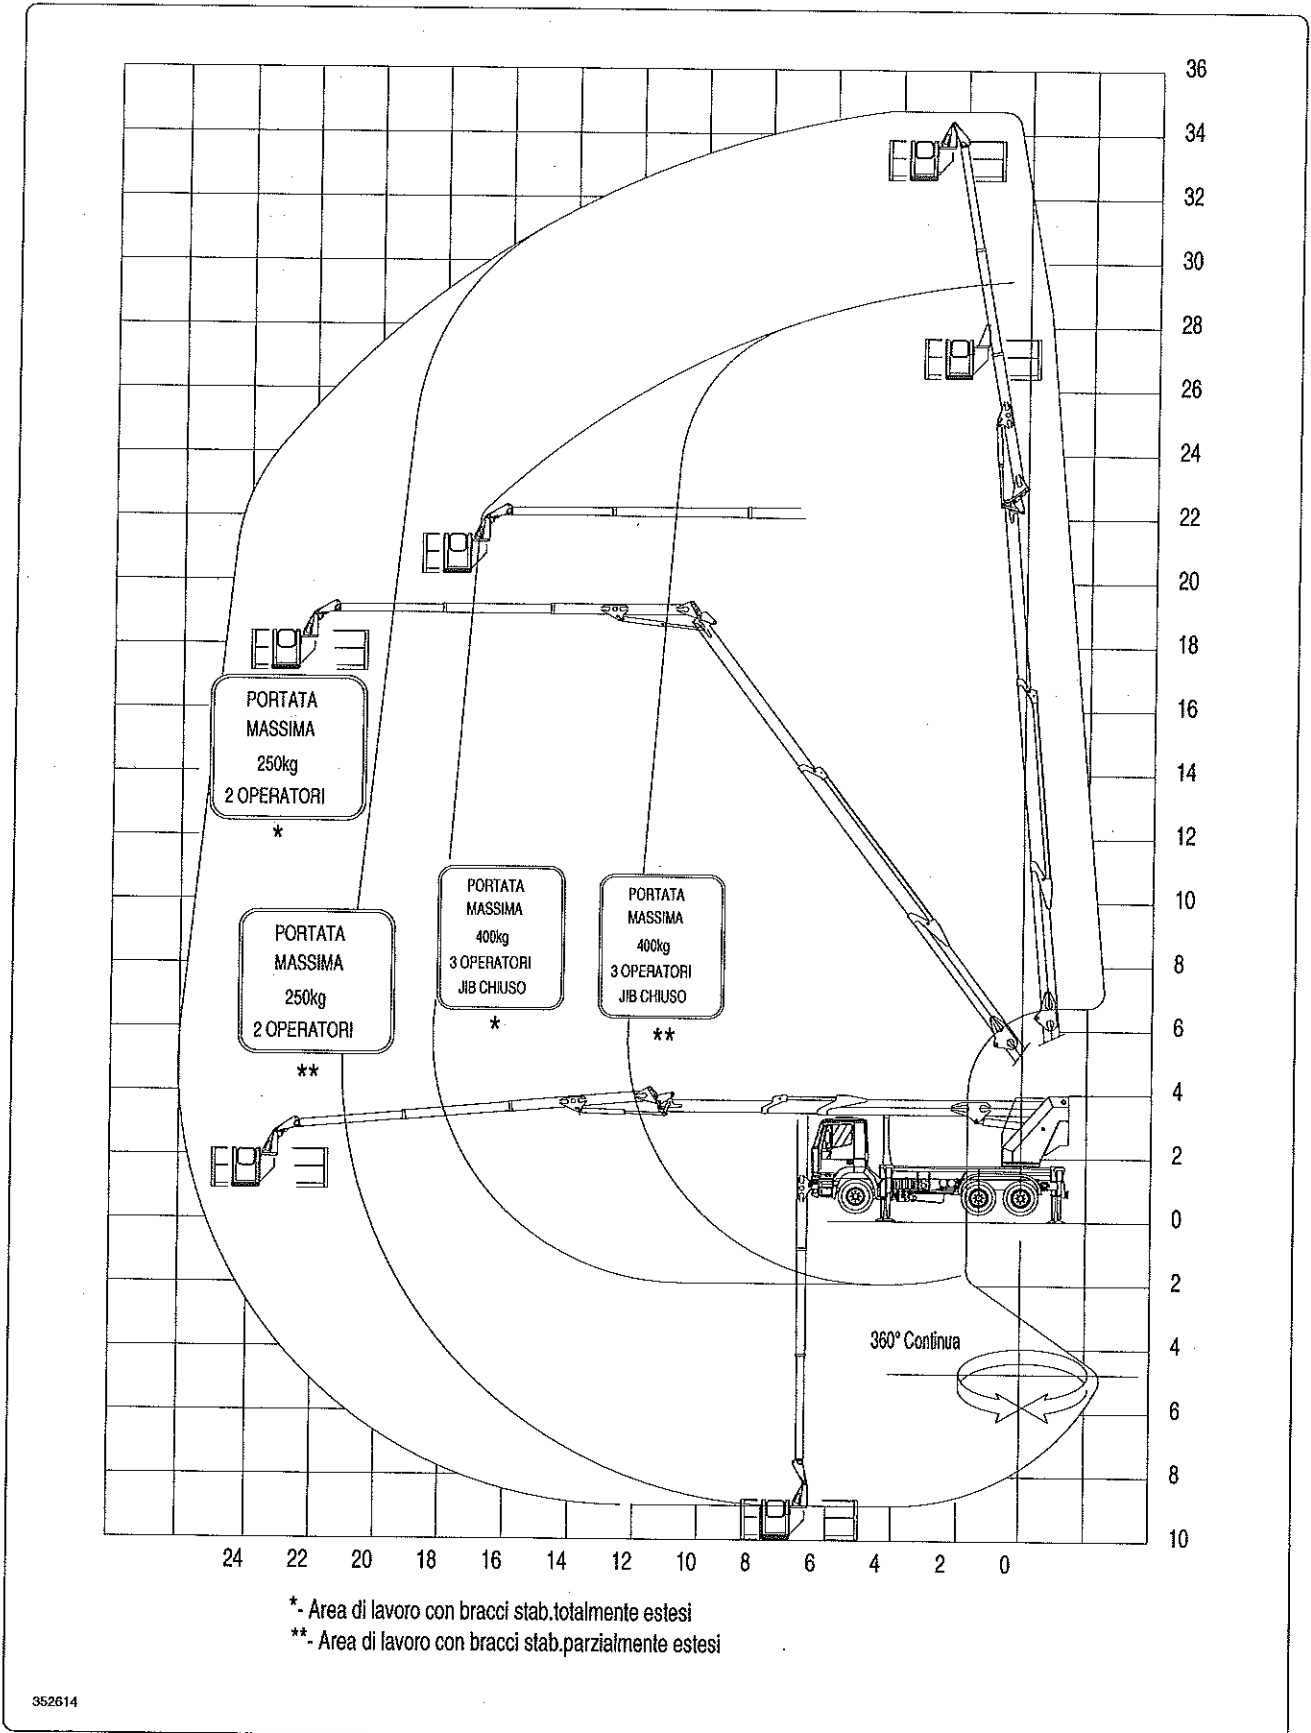 36
34
32
30
28
26
24
22
20
18
16
14
12
10
8
6
4
2
0
2
4
6
8
10
PORTATA
MASSIMA
250kg
2 OPERATORI
*
PORTATA
MASSIMA
250kg
2 OPERATORI
**
PORTATA
MASSIMA
400kg
3 OPERATORI
JIB CHIUSO
*
PORTATA
MASSIMA
400kg
3 OPERATORI
JIB CHIUSO
**
360° Continua
24 22 20 18 16 14 12 10 8 6 4 2 0
*- Area di lavoro con bracci stab.totalmente estesi
**- Area di lavoro con bracci stab.parzialmente estesi
352614